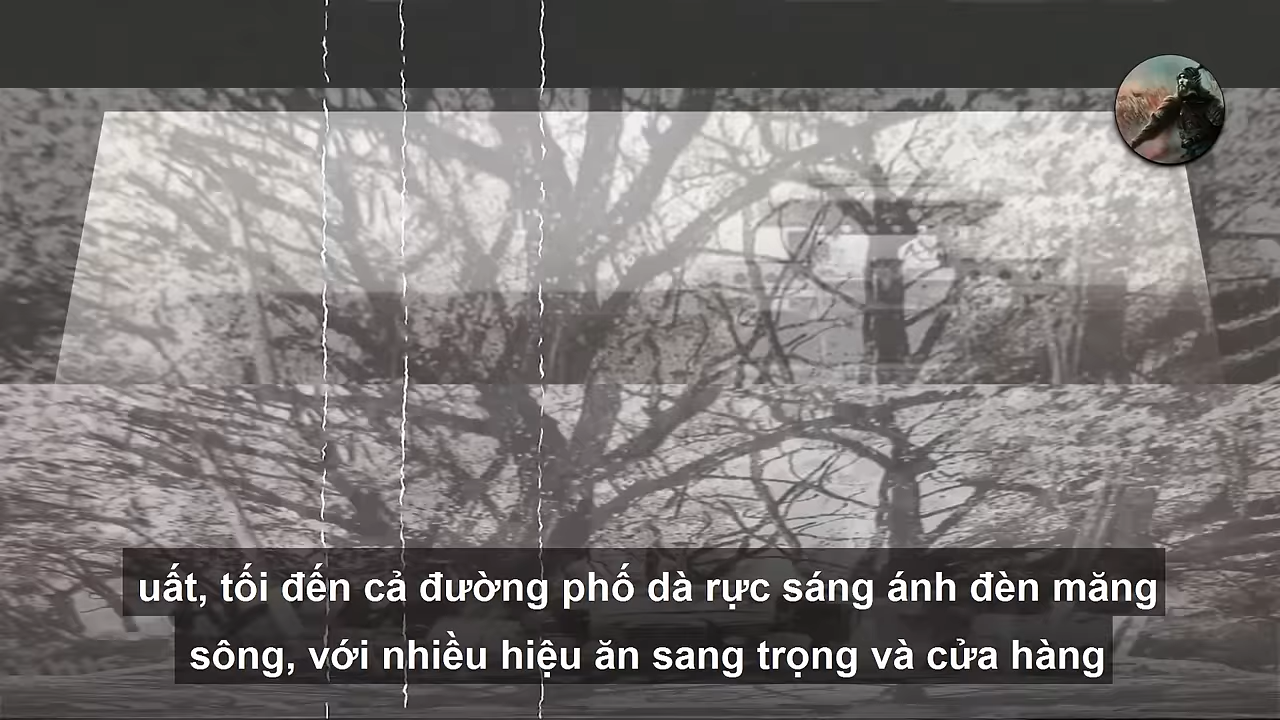 uất, tối đến cả đường phố dà rực sáng ánh đèn măng
sông, với nhiều hiệu ăn sang trọng và cửa hàng